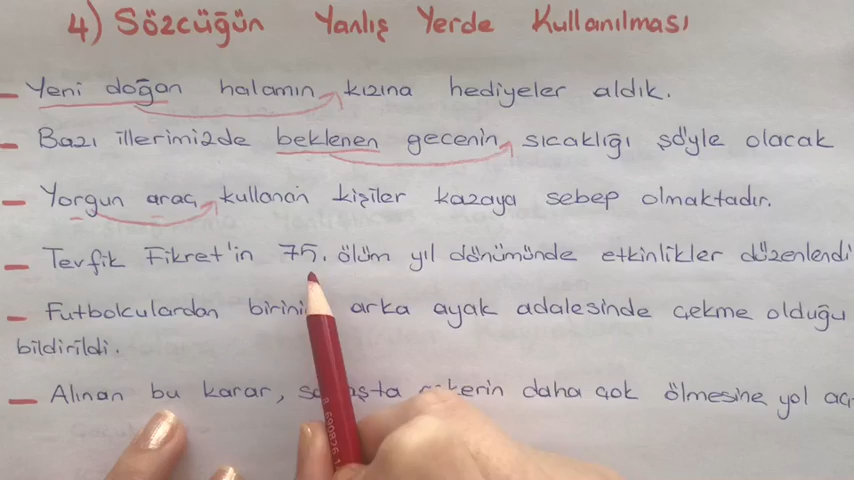 4) Sözcüğün Yanlış Yerde Kullanılması
– Yeni doğan halamın kızına hediyeler aldık.
– Bazı illerimizde beklenen gecenin sıcaklığı şöyle olacak
– Yorgun araç kullanan kişiler kazaya sebep olmaktadır.
– Tevfik Fikret'in 75. ölüm yıl dönümünde etkinlikler düzenlendi
– Futbolculardan birini arka ayak adalesinde çekme olduğu
bildirildi.
– Alınan bu karar, daha çok ölmesine yol aç